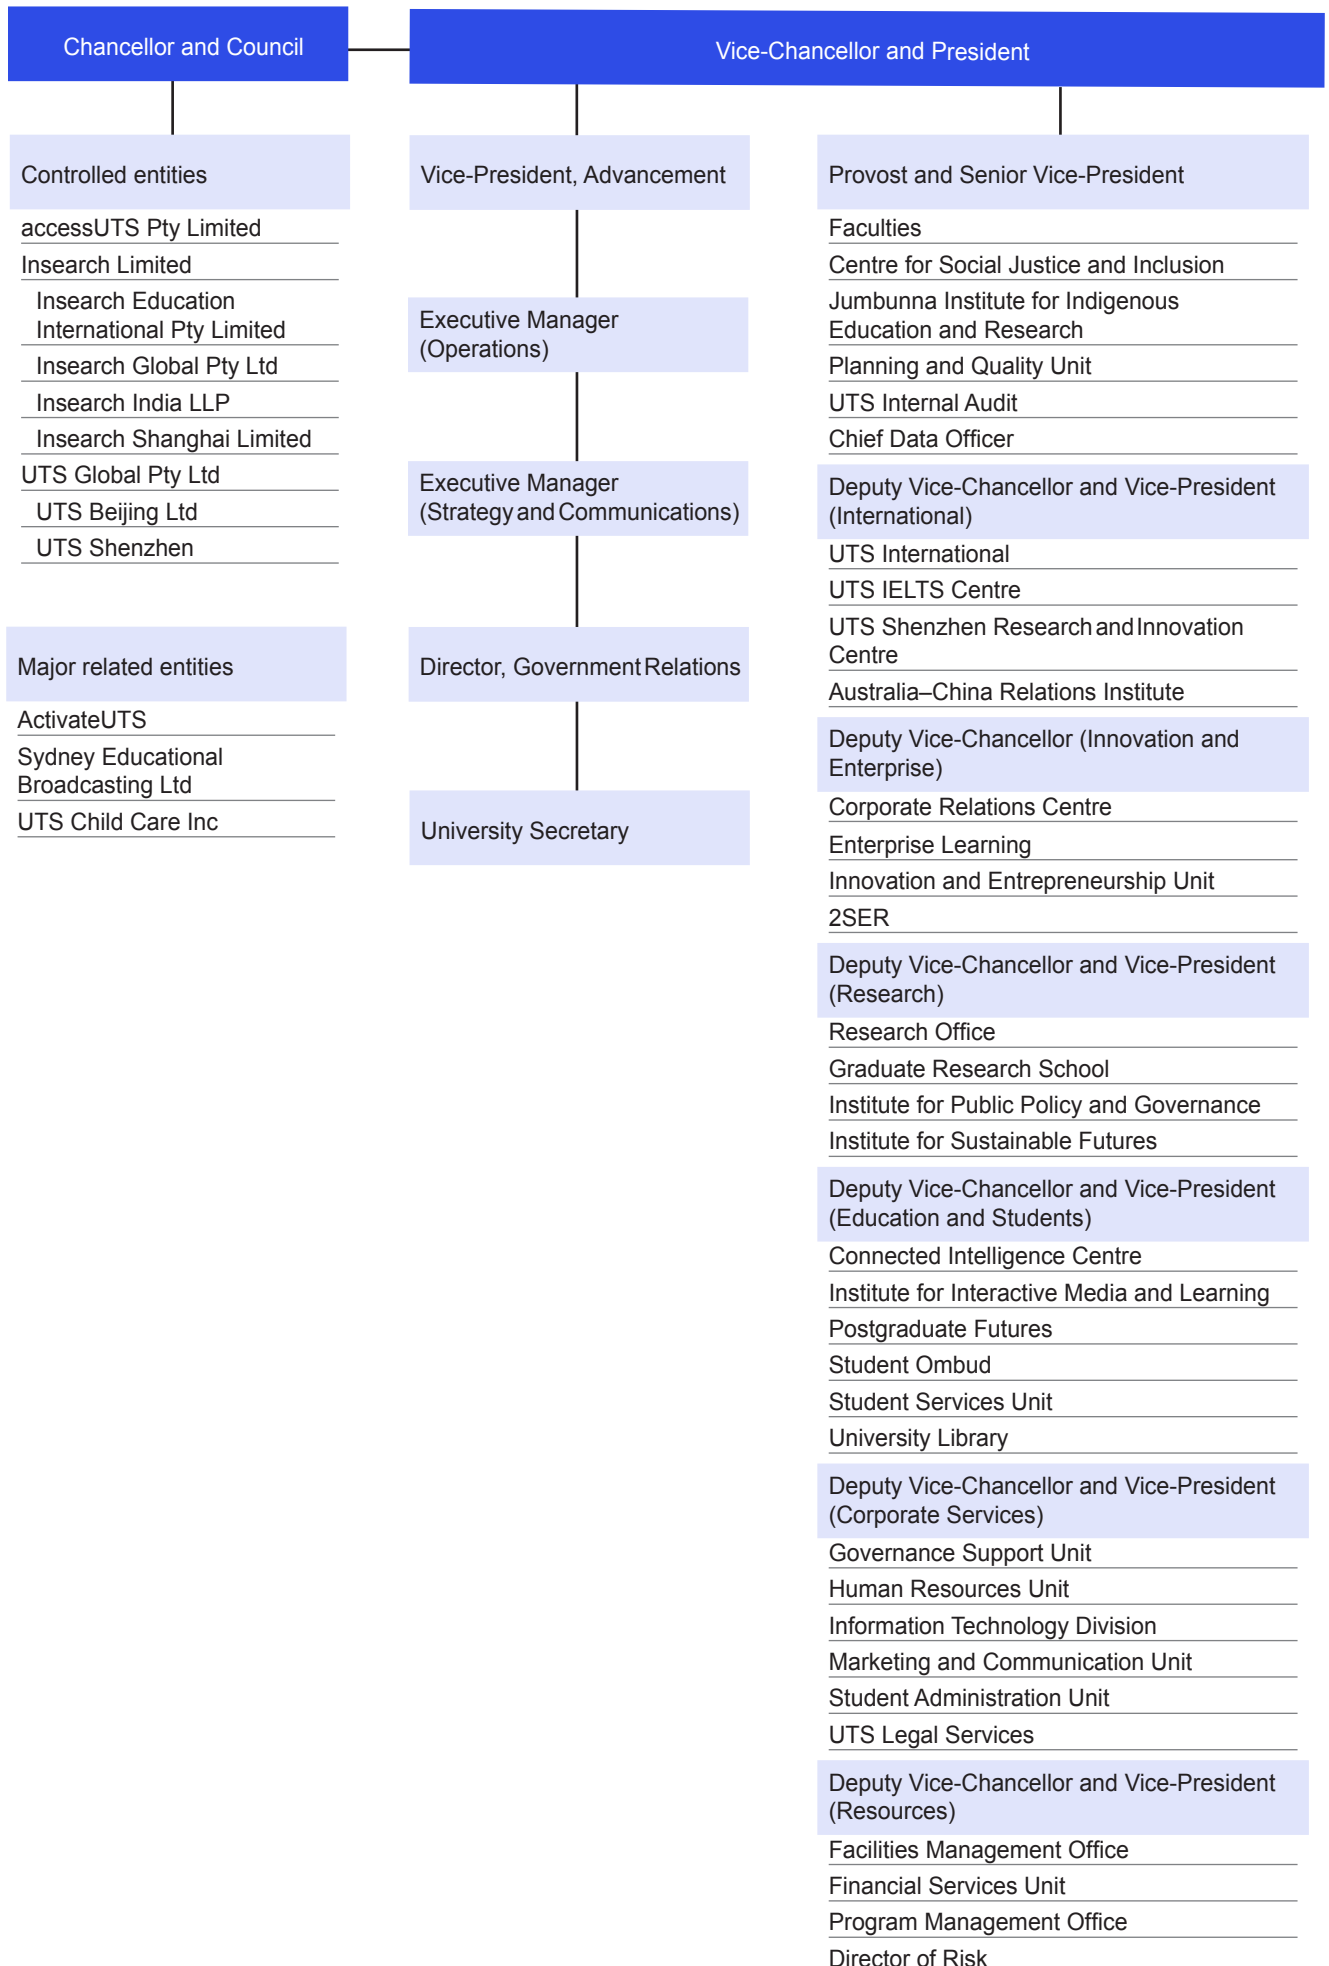 Chancellor and Council
Vice-Chancellor and President
Controlled entities
accessUTS Pty Limited
Insearch Limited
Insearch Education
International Pty Limited
Insearch Global Pty Ltd
Insearch India LLP
Insearch Shanghai Limited
UTS Global Pty Ltd
UTS Beijing Ltd
UTS Shenzhen
Major related entities
ActivateUTS
Sydney Educational
Broadcasting Ltd
UTS Child Care Inc
Vice-President, Advancement
Executive Manager
(Operations)
Executive Manager
(Strategy and Communications)
Director, Government Relations
University Secretary
Provost and Senior Vice-President
Faculties
Centre for Social Justice and Inclusion
Jumbunna Institute for Indigenous
Education and Research
Planning and Quality Unit
UTS Internal Audit
Chief Data Officer
Deputy Vice-Chancellor and Vice-President
(International)
UTS International
UTS IELTS Centre
UTS Shenzhen Research and Innovation
Centre
Australia–China Relations Institute
Deputy Vice-Chancellor (Innovation and
Enterprise)
Corporate Relations Centre
Enterprise Learning
Innovation and Entrepreneurship Unit
2SER
Deputy Vice-Chancellor and Vice-President
(Research)
Research Office
Graduate Research School
Institute for Public Policy and Governance
Institute for Sustainable Futures
Deputy Vice-Chancellor and Vice-President
(Education and Students)
Connected Intelligence Centre
Institute for Interactive Media and Learning
Postgraduate Futures
Student Ombud
Student Services Unit
University Library
Deputy Vice-Chancellor and Vice-President
(Corporate Services)
Governance Support Unit
Human Resources Unit
Information Technology Division
Marketing and Communication Unit
Student Administration Unit
UTS Legal Services
Deputy Vice-Chancellor and Vice-President
(Resources)
Facilities Management Office
Financial Services Unit
Program Management Office
Director of Risk